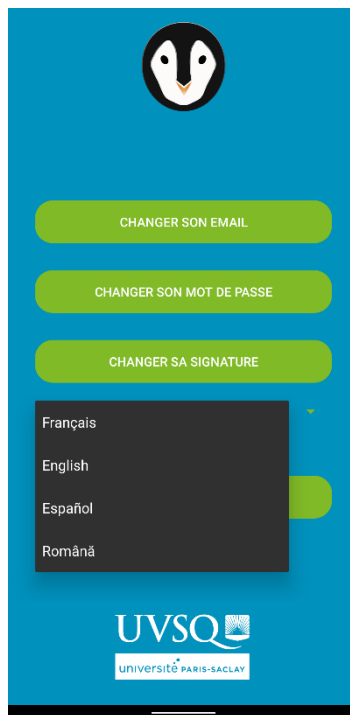 CHANGER SON EMAIL
CHANGER SON MOT DE PASSE
CHANGER SA SIGNATURE
Français
English
Español
Română
UVSQ
université PARIS-SACLAY